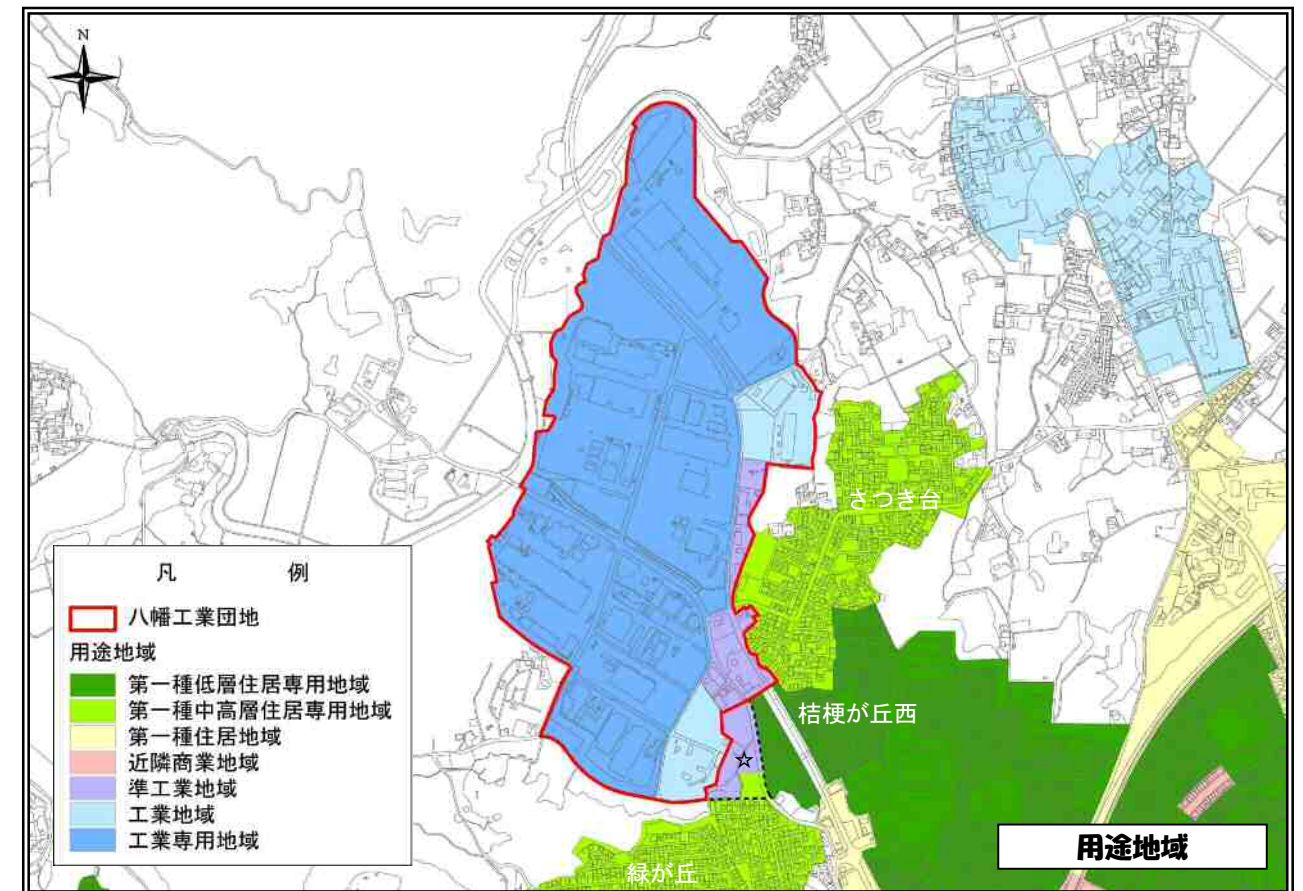 N
さつき台
桔梗が丘西
☆
緑が丘
凡 例
八幡工業団地
用途地域
第一種低層住居専用地域
第一種中高層住居専用地域
第一種住居地域
近隣商業地域
準工業地域
工業地域
工業専用地域
用途地域